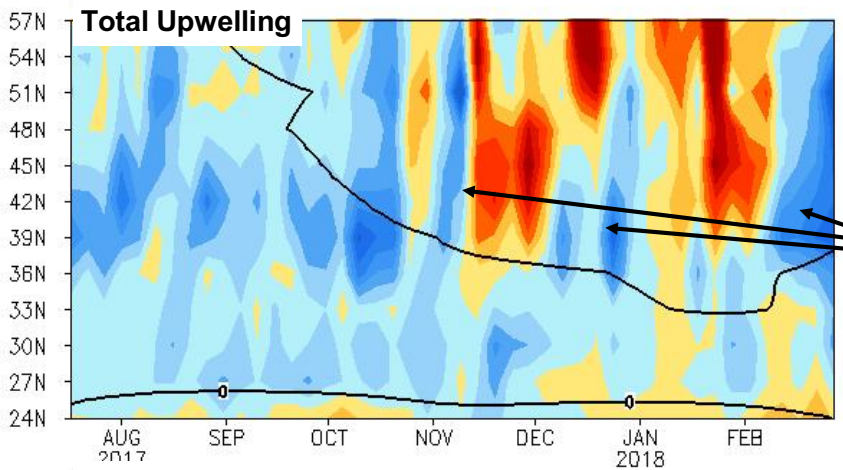 Total Upwelling
57N
54N
51N
48N
45N
42N
39N
36N
33N
30N
27N
24N
0
0
AUG SEP OCT NOV DEC JAN FEB
2017 2018